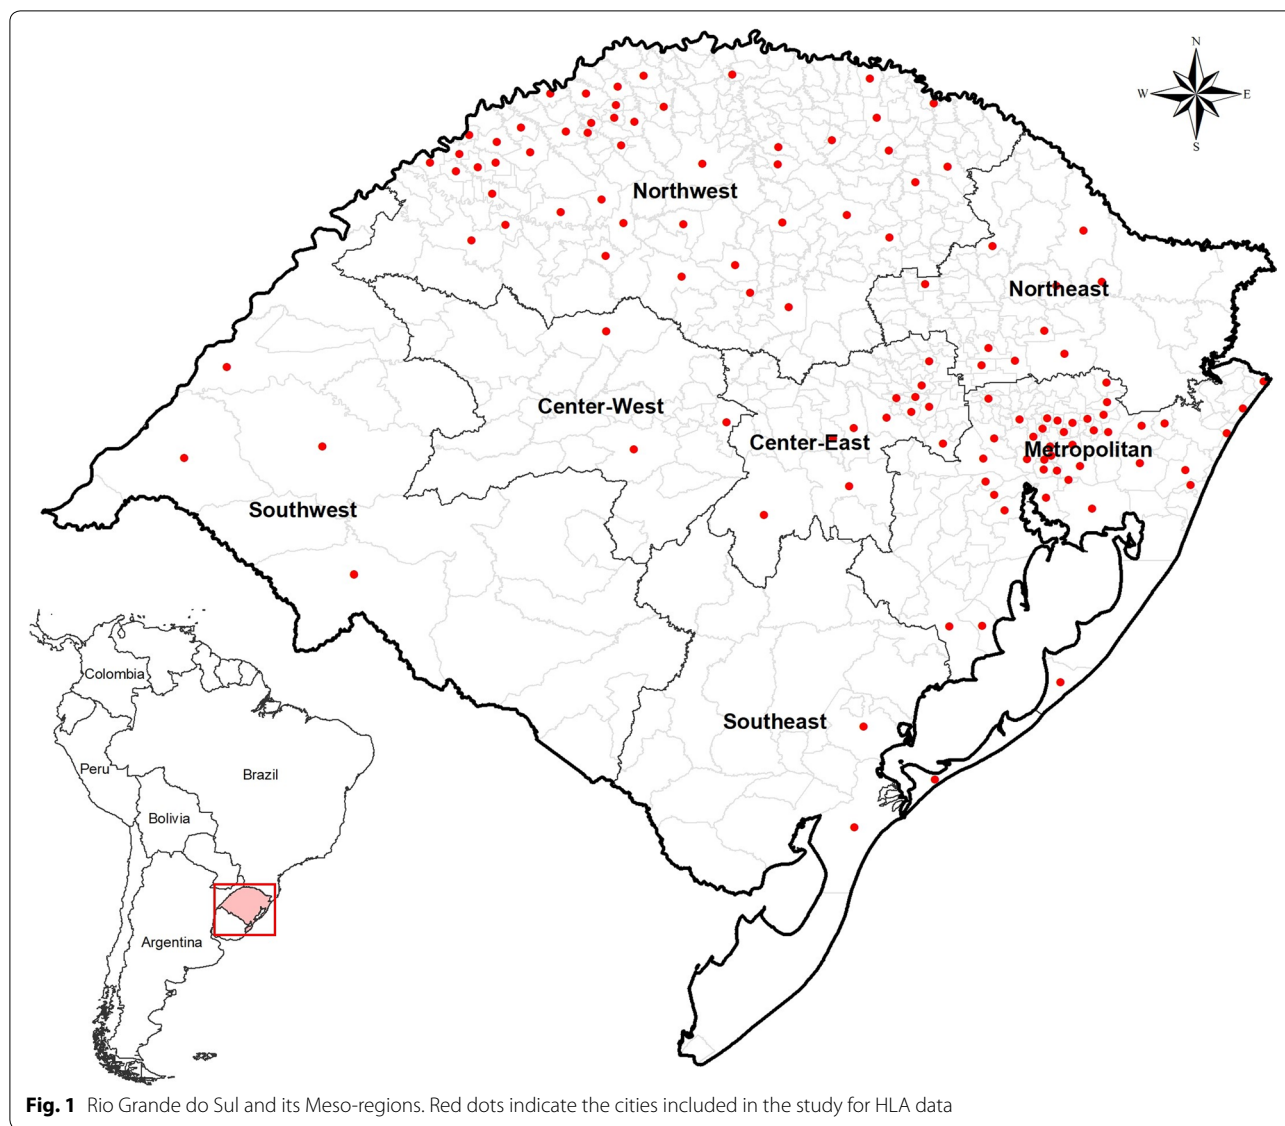 N
W
E
S
Northwest
Northeast
Center-West
Center-East
Metropolitan
Southwest
Southeast
Colombia
Peru
Brazil
Bolivia
Argentina
Fig. 1 Rio Grande do Sul and its Meso-regions. Red dots indicate the cities included in the study for HLA data